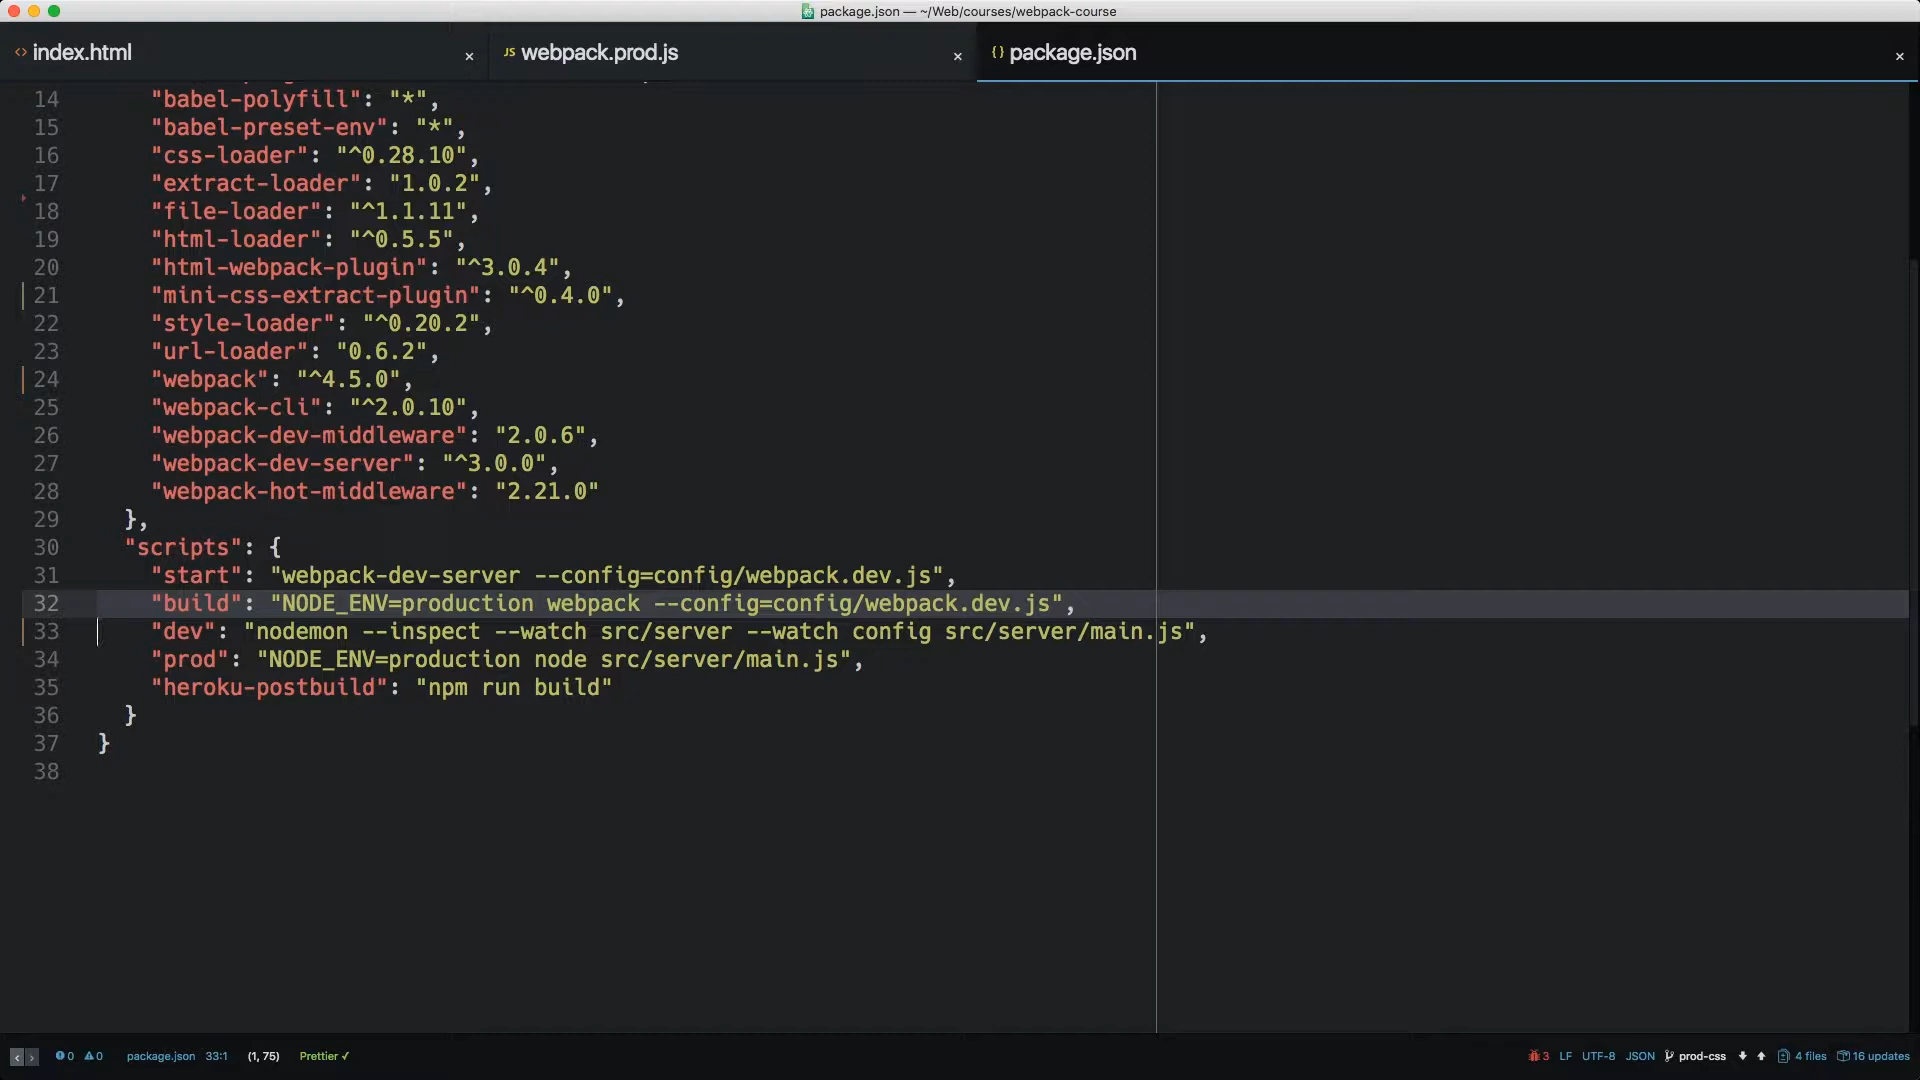 package.json — ~/Web/courses/webpack-course
<> index.html ×
JS webpack.prod.js ×
{} package.json ×
14 "babel-polyfill": "*",
15 "babel-preset-env": "*",
16 "css-loader": "^0.28.10",
17 "extract-loader": "1.0.2",
18 "file-loader": "^1.1.11",
19 "html-loader": "^0.5.5",
20 "html-webpack-plugin": "^3.0.4",
21 "mini-css-extract-plugin": "^0.4.0",
22 "style-loader": "^0.20.2",
23 "url-loader": "0.6.2",
24 "webpack": "^4.5.0",
25 "webpack-cli": "^2.0.10",
26 "webpack-dev-middleware": "2.0.6",
27 "webpack-dev-server": "^3.0.0",
28 "webpack-hot-middleware": "2.21.0"
29 },
30 "scripts": {
31 "start": "webpack-dev-server --config=config/webpack.dev.js",
32 "build": "NODE_ENV=production webpack --config=config/webpack.dev.js",
33 "dev": "nodemon --inspect --watch src/server --watch config src/server/main.js",
34 "prod": "NODE_ENV=production node src/server/main.js",
35 "heroku-postbuild": "npm run build"
36 }
37 }
38
0 0 package.json 33:1 (1, 75) Prettier ✓ 3 LF UTF-8 JSON prod-css 4 files 16 updates